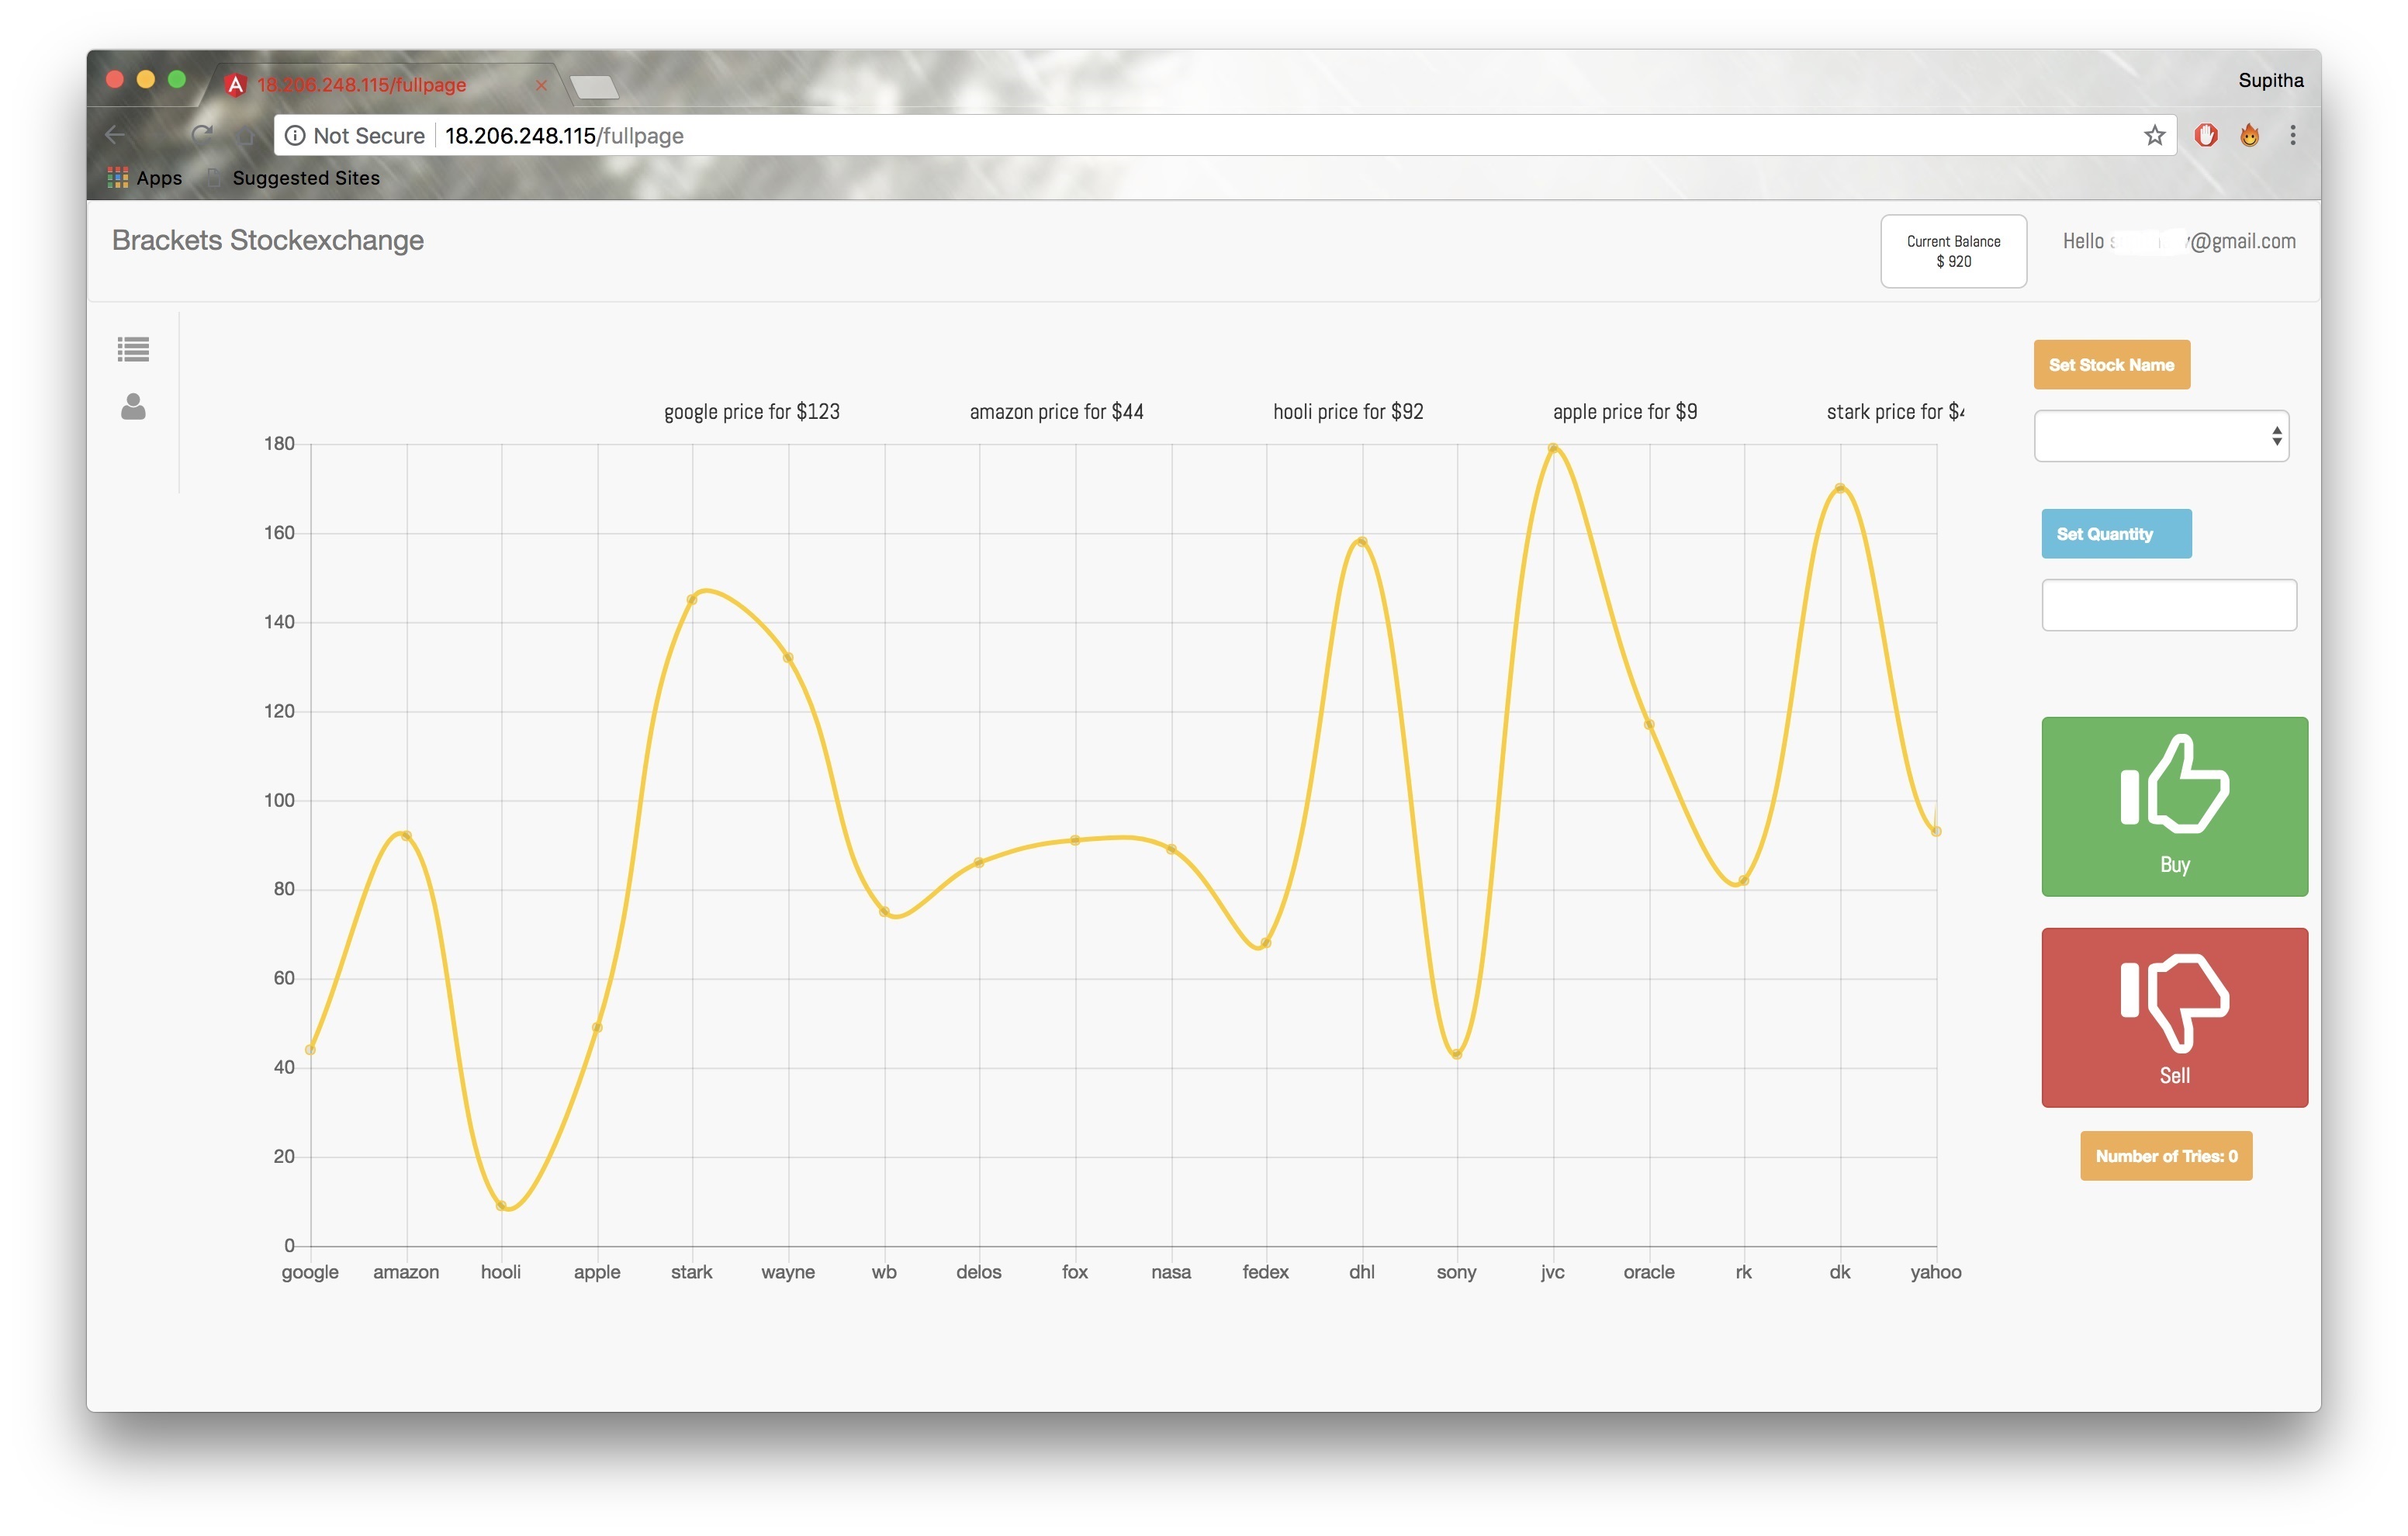 18.206.248.115/fullpage
Supitha
Not Secure 18.206.248.115/fullpage
Apps Suggested Sites
Brackets Stockexchange
Current Balance
$ 920
Hello @gmail.com
Set Stock Name
google price for $123 amazon price for $44 hooli price for $92 apple price for $9 stark price for
180
160
Set Quantity
140
120
100
80
60
40
20
0
Buy
Sell
Number of Tries: 0
google amazon hooli apple stark wayne wb delos fox nasa fedex dhl sony jvc oracle rk dk yahoo